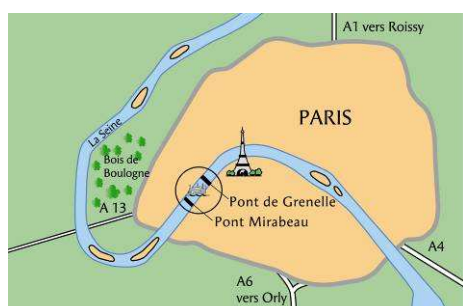 A1 vers Roissy
PARIS
La Seine
Bois de
Boulogne
Pont de Grenelle
A 13
Pont Mirabeau
A4
A6
vers Orly